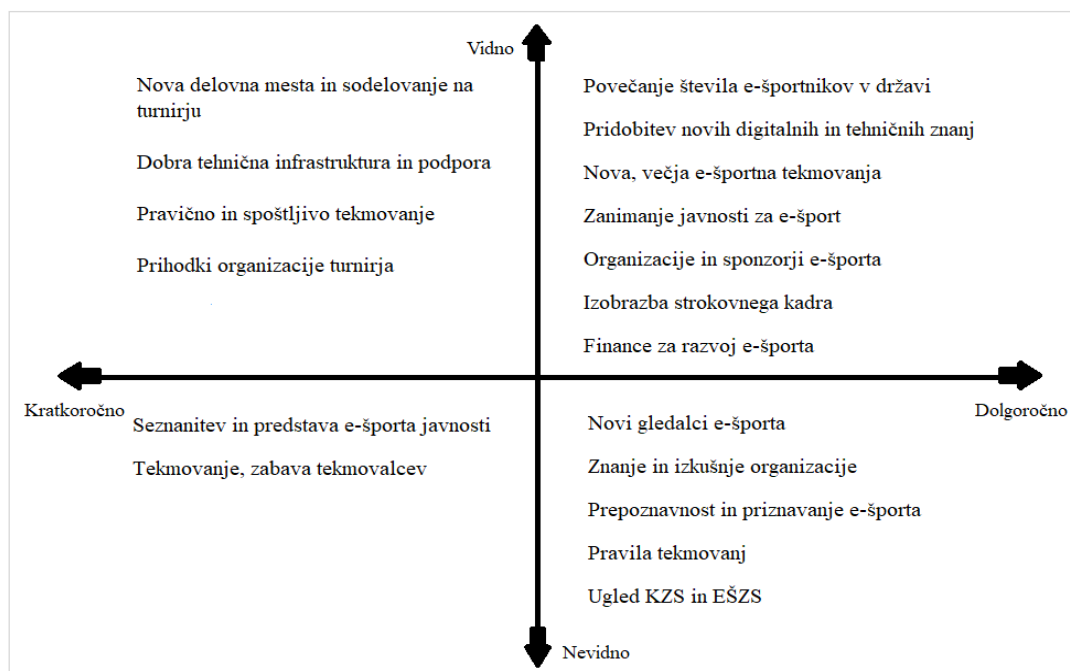 Vidno
Nova delovna mesta in sodelovanje na
turnirju
Dobra tehnična infrastruktura in podpora
Pravično in spoštljivo tekmovanje
Prihodki organizacije turnirja
Povečanje števila e-športnikov v državi
Pridobitev novih digitalnih in tehničnih znanj
Nova, večja e-športna tekmovanja
Zanimanje javnosti za e-šport
Organizacije in sponzorji e-športa
Izobrazba strokovnega kadra
Finance za razvoj e-športa
Kratkoročno
Dolgoročno
Seznanitev in predstava e-športa javnosti
Tekmovanje, zabava tekmovalcev
Novi gledalci e-športa
Znanje in izkušnje organizacije
Prepoznavnost in priznavanje e-športa
Pravila tekmovanj
Ugled KZS in EŠZS
Nevidno